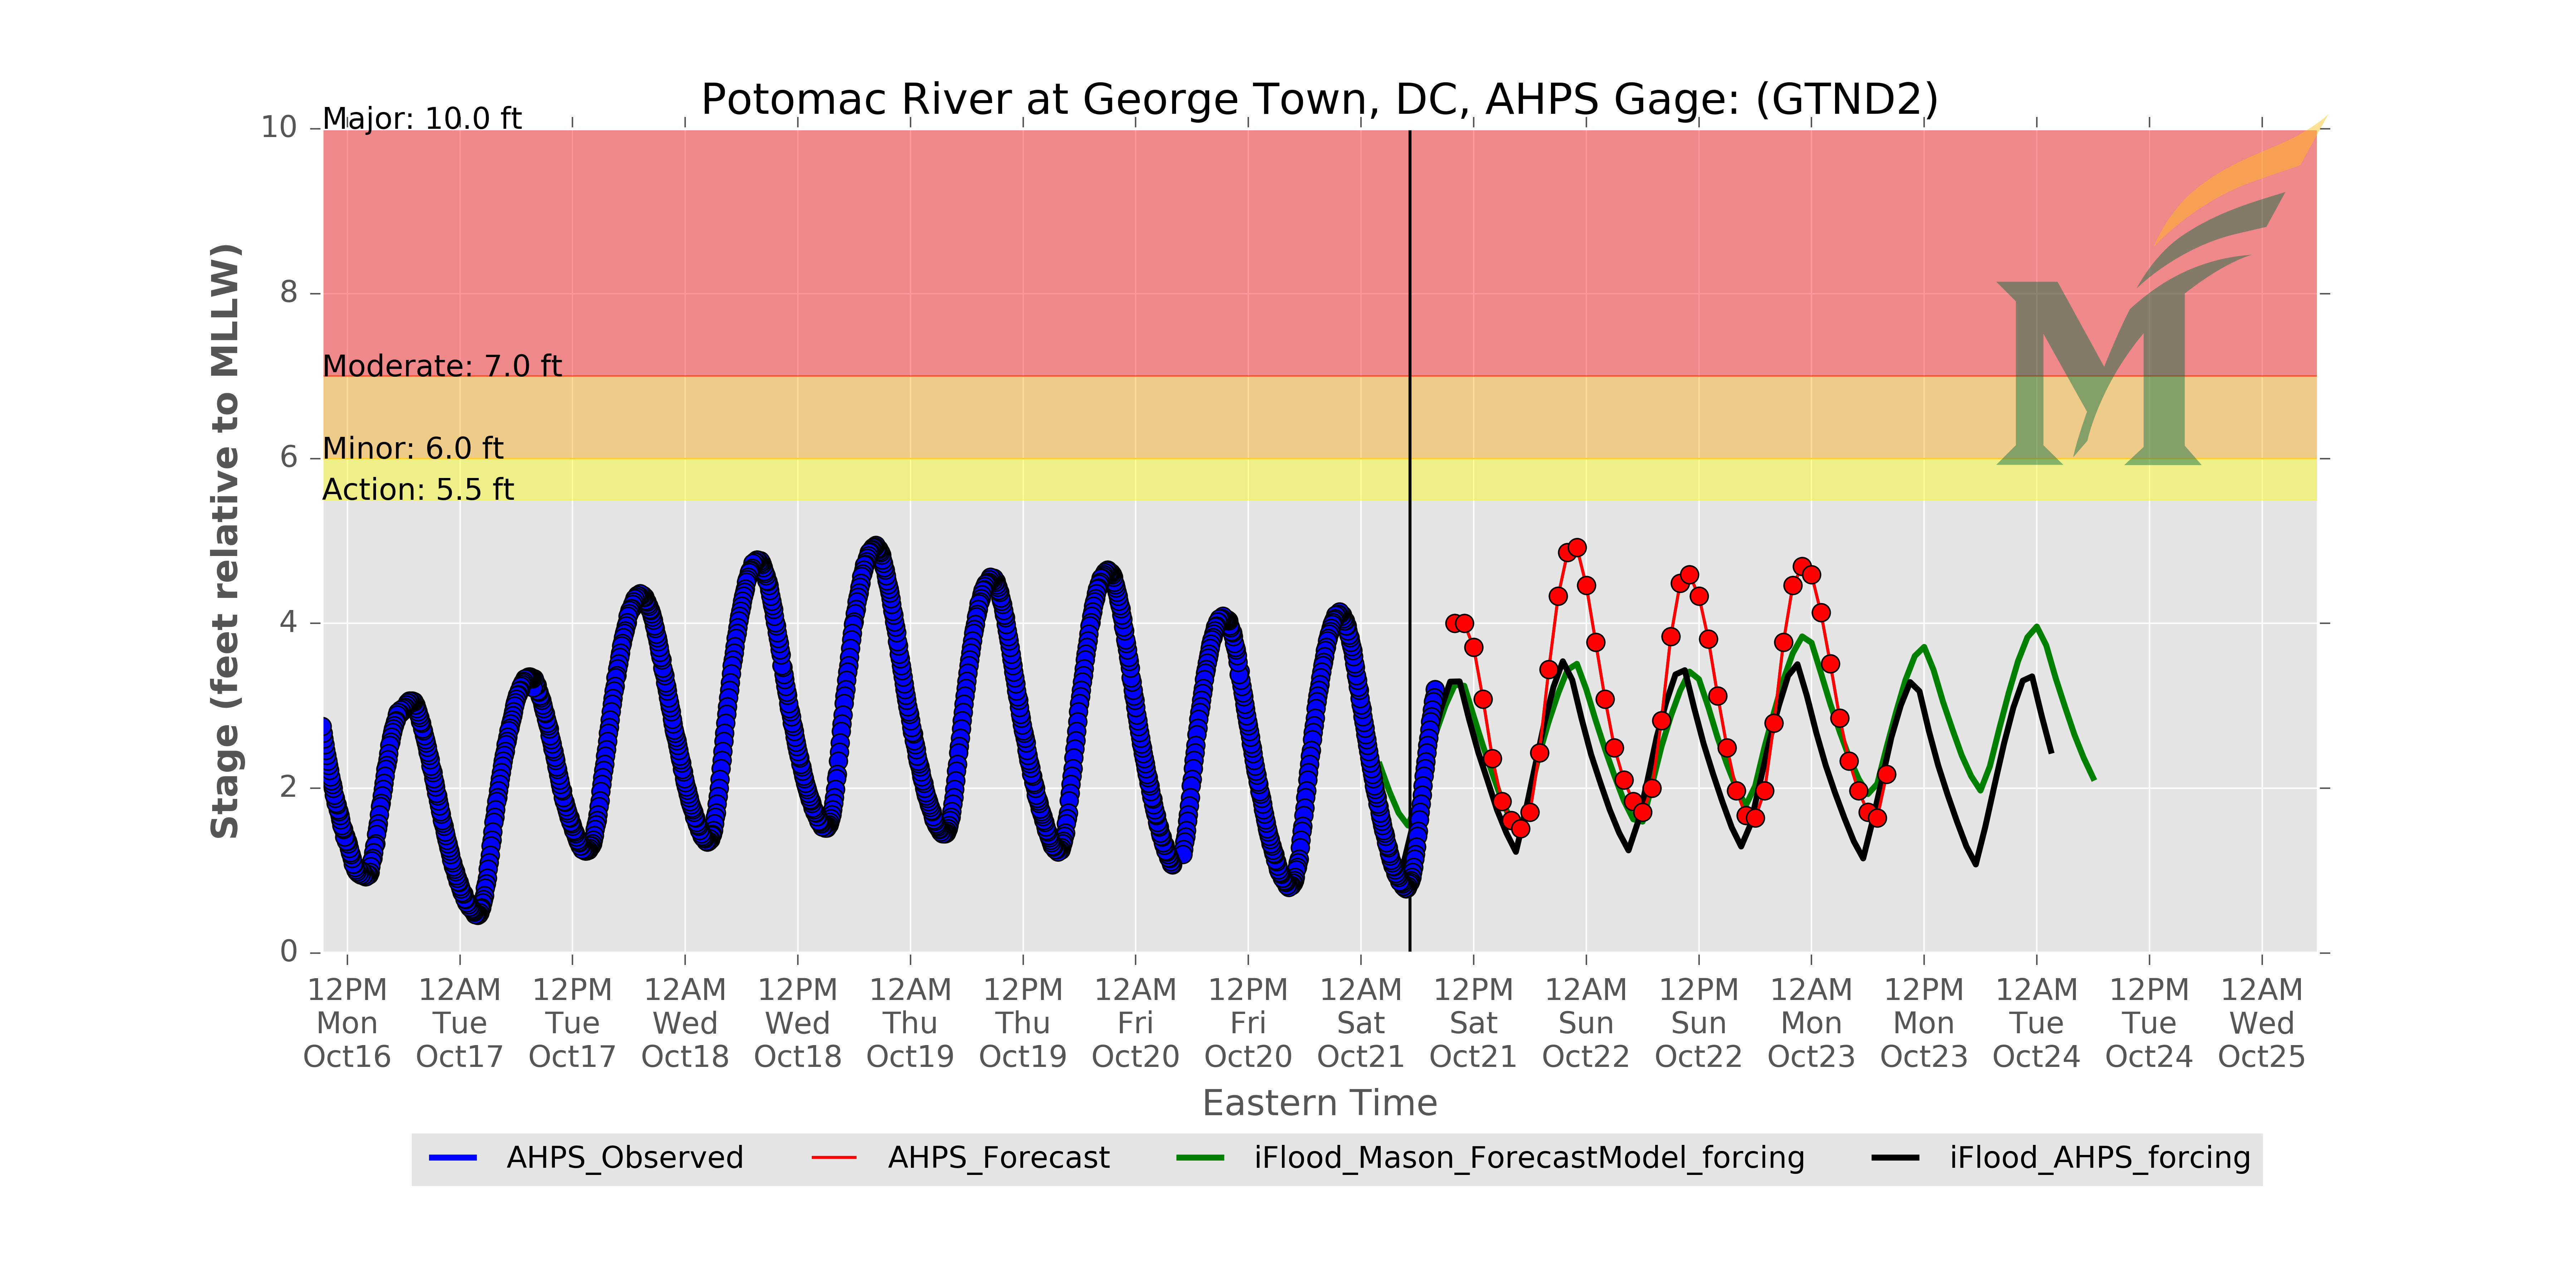 Potomac River at George Town, DC, AHPS Gage: (GTND2)
Stage (feet relative to MLLW)
10
8
6
4
2
0
Major: 10.0 ft
Moderate: 7.0 ft
Minor: 6.0 ft
Action: 5.5 ft
M
12PM 12AM 12PM 12AM 12PM 12AM 12PM 12AM 12PM 12AM 12PM 12AM 12PM 12AM 12PM 12AM 12PM 12AM
Mon Tue Tue Wed Wed Thu Thu Fri Fri Sat Sat Sun Sun Mon Mon Tue Tue Wed
Oct16 Oct17 Oct17 Oct18 Oct18 Oct19 Oct19 Oct20 Oct20 Oct21 Oct21 Oct22 Oct22 Oct23 Oct23 Oct24 Oct24 Oct25
Eastern Time
AHPS_Observed AHPS_Forecast iFlood_Mason_ForecastModel_forcing iFlood_AHPS_forcing